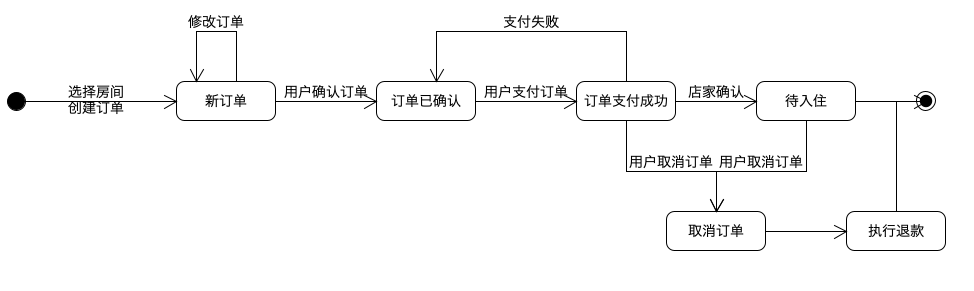 修改订单
支付失败
选择房间
创建订单
新订单
用户确认订单
订单已确认
用户支付订单
订单支付成功
店家确认
待入住
用户取消订单
用户取消订单
取消订单
执行退款